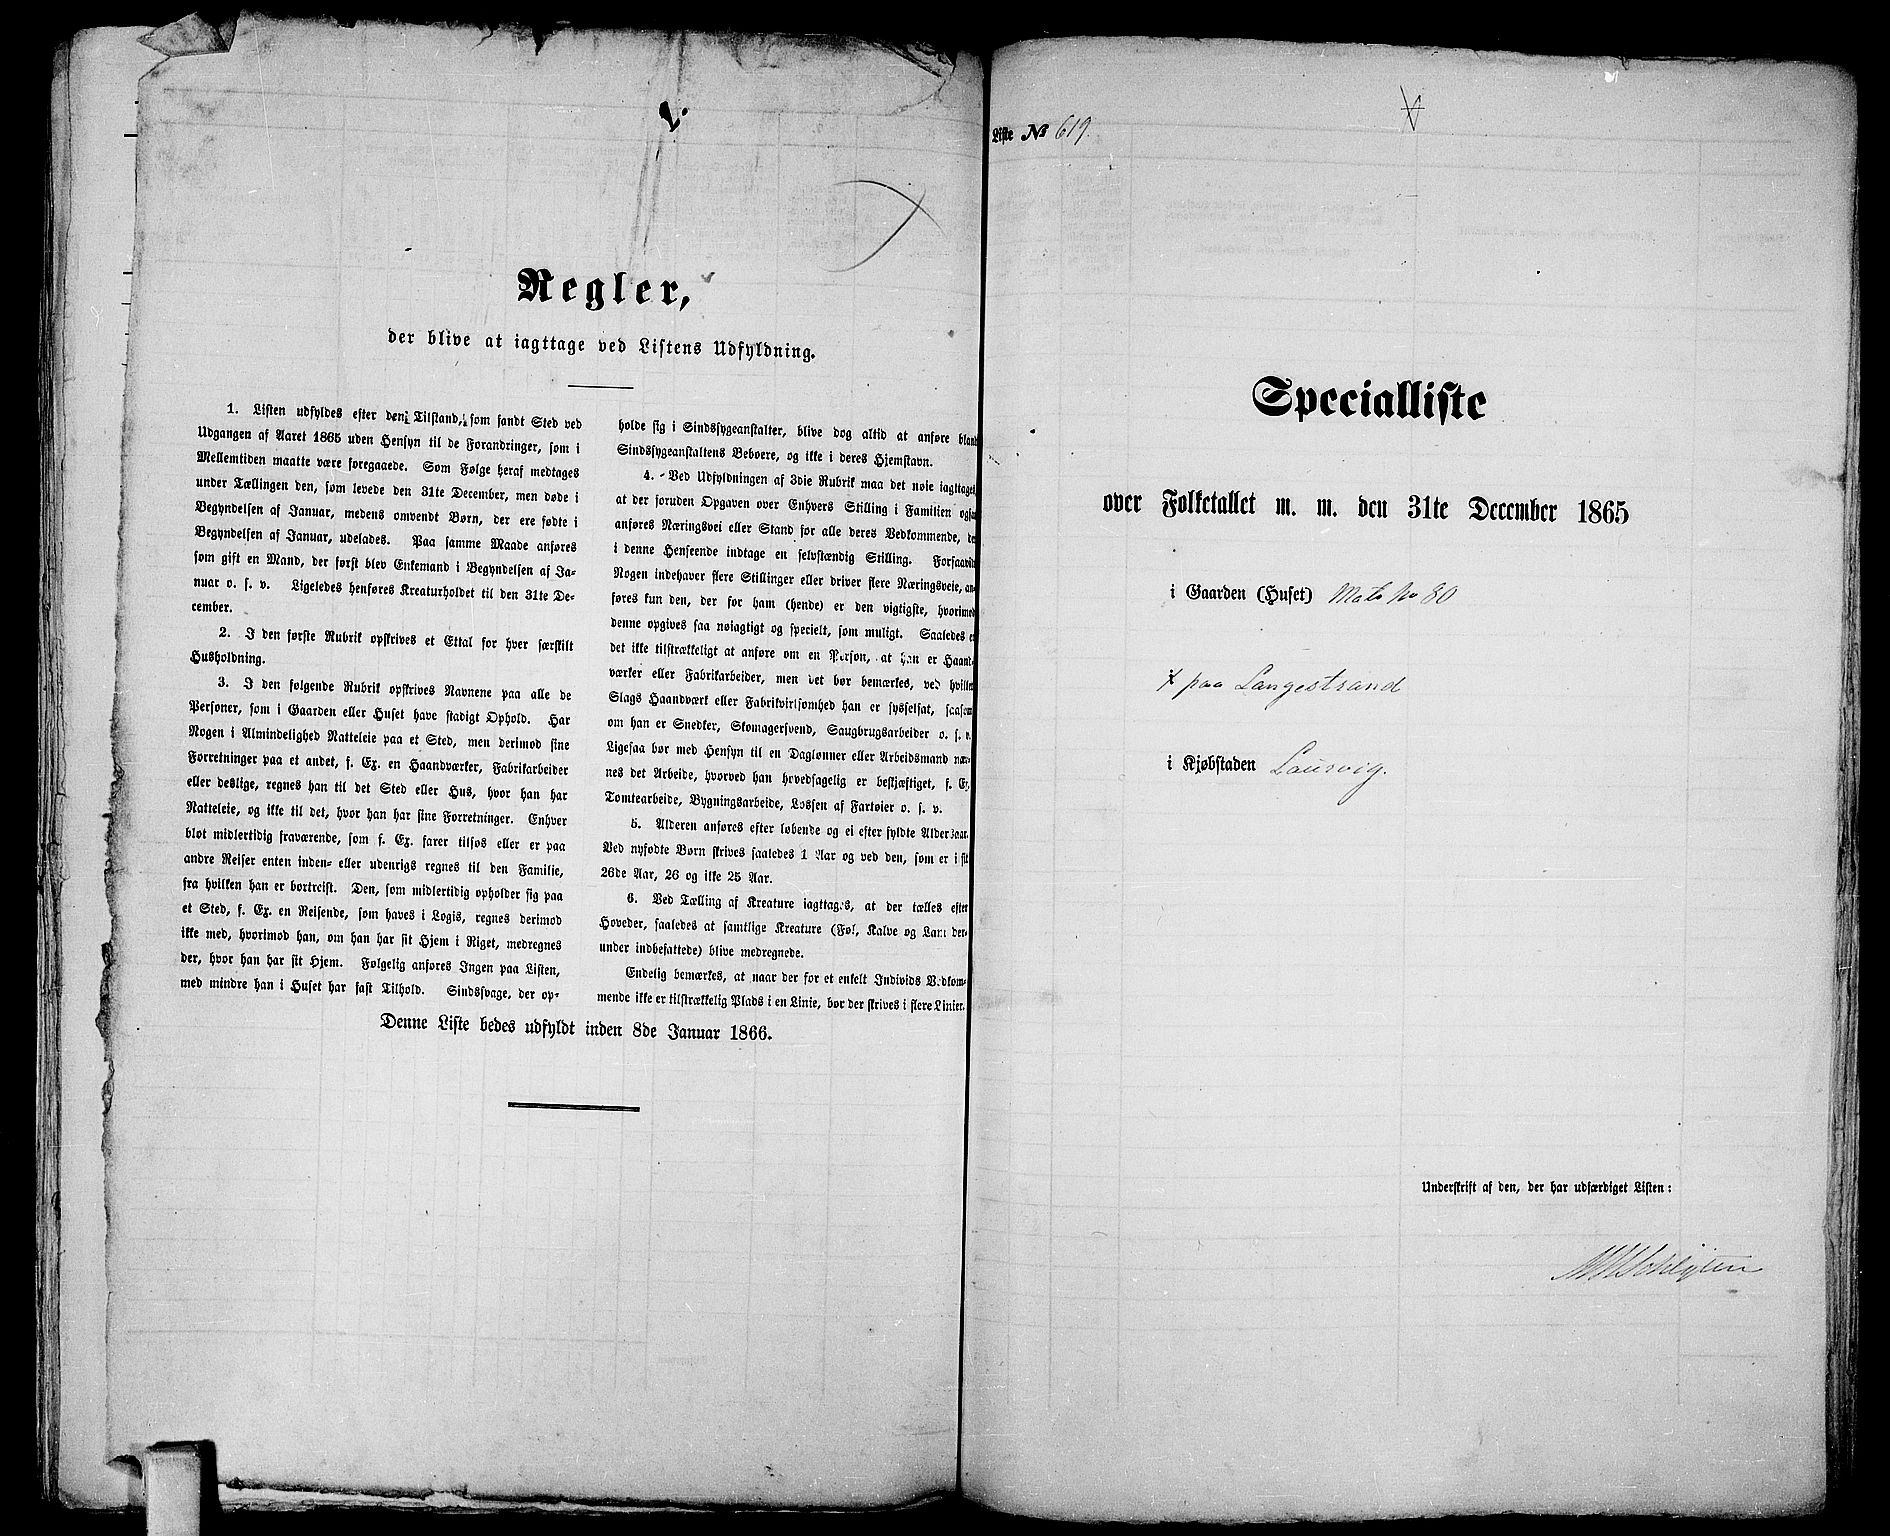 Regler,
der blive at iagttage ved Listens Udfyldning.
1. Listen udfyldes efter den Tilstand, som fandt Sted ved
Udgangen af Aaret 1865 uden Hensyn til de Forandringer, som i
Mellemtiden maatte være foregaaede. Som Følge heraf medtages
under Tællingen den, som levede den 31te December, men døde i
Begyndelsen af Januar, medens omvendt Børn, der ere fødte i
Begyndelsen af Januar, udelades. Paa samme Maade anføres
som gift en Mand, der først blev Enkemand i Begyndelsen af Ja-
nuar o. s. v. Ligeledes henføres Kreaturholdet til den 31te De-
cember.
2. I den første Rubrik opskrives et Ettal for hver særskilt
Husholdning.
3. I den følgende Rubrik opskrives Navnene paa alle de
Personer, som i Gaarden eller Huset have stadigt Ophold. Har
Nogen i Almindelighed Natteleie paa et Sted, men derimod sine
Forretninger paa et andet, f. Ex. en Haandværker, Fabrikarbeider
eller deslige, regnes han til det Sted eller Hus, hvor han har
Natteleie, og ikke til det, hvor han har sine Forretninger. Enhver
blot midlertidig fraværende, som f. Ex. farer tilsøs eller er paa
andre Reiser enten inden- eller udenrigs regnes til den Familie,
fra hvilken han er bortreist. Den, som midlertidig opholder sig paa
et Sted, f. Ex. en Reisende, som haves i Logis, regnes derimod
ikke med, hvorimod han, om han har sit Hjem i Riget, medregnes
der, hvor han har sit Hjem. Følgelig anføres Ingen paa Listen,
med mindre han i Huset har fast Tilhold. Sindssvage, der op-
holde sig i Sindssygeanstalter, blive dog altid at anføre bland
Sindssygeanstaltens Beboere, og ikke i deres Hjemstavn.
4. Ved Udfyldningen af 3die Rubrik maa det nøie iagttages,
at der foruden Opgaven over Enhvers Stilling i Familien ogsaa
anføres Næringsvei eller Stand for alle deres Vedkommende, de
i denne Henseende indtage en selvstændig Stilling. Forsaavidt
Nogen indehaver flere Stillinger eller driver flere Næringsveie, an-
føres kun den, der for ham (hende) er den vigtigste, hvorimod
denne opgives saa nøiagtigt og specielt, som muligt. Saaledes e
det ikke tilstrækkeligt at anføre om en Person, at han er Haand-
værker eller Fabrikarbeider, men det bør bemærkes, ved hvilke
Slags Haandværk eller Fabrikvirksomhed han er sysselsat, saasom
om han er Snedker, Skomagersvend, Saugbrugsarbeider o. s. v.
Ligesaa bør med Hensyn til en Dagløнner eller Arbeidsmand næv-
nes det Arbeide, hvorved han hovedsagelig er beskjæftiget, f. Ex.
Tomtearbeide, Bygningsarbeide, Lossen af Fartøier o. s. v.
5. Alderen anføres efter løbende og ei efter fyldte Aldersaar.
Ved nyfødte Børn skrives saaledes 1 Aar og ved den, som er i sit
26de Aar, 26 og ikke 25 Aar.
6. Ved Tælling af Kreature iagttages, at der tælles efter
Hoveder, saaledes at samtlige Kreature (Føl, Kalve og Lam der-
under indbefattede) blive medregnede.
Endelig bemærkes, at naar der for et enkelt Individs Vedkom-
mende ikke er tilstrækkelig Plads i en Linie, bør der skrives i flere Linier.
Denne Liste bedes udfyldt inden 8de Januar 1866.
Liste № 619.
Specialliste
over Folketallet m. m. den 31te December 1865
i Gaarden (Huset) Mats No 80
paa Langestrand
i Kjøbstaden Laurvig.
Underskrift af den, der har udfærdiget Listen: